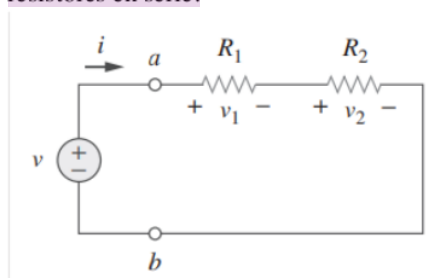 i a R₁ R₂
+ v₁ − + v₂ −
v + −
b